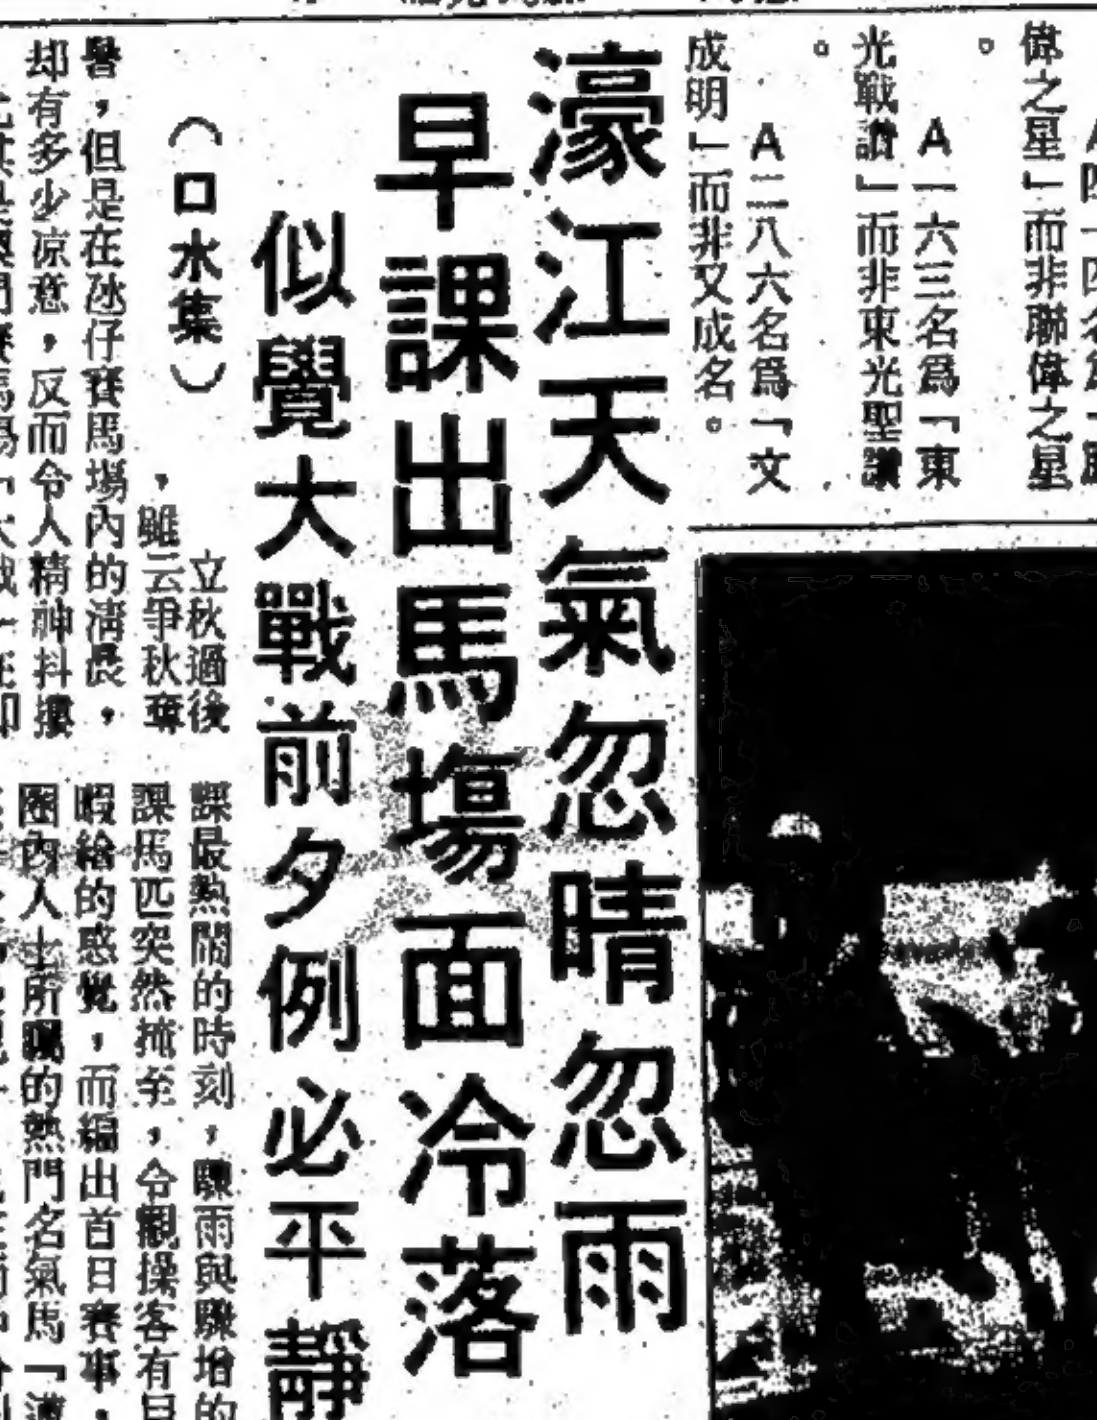 偉之星」而非聯偉之星
。
A一六三名爲「東
光戰讚」而非東光聖讚
。
A二八六名爲「文
成明」而非又成名。
濠江天氣忽晴忽雨
早課出馬場面冷落
似覺大戰前夕例必平靜
（口水集）
立秋過後
，雖云爭秋奪
暑，但是在氹仔賽馬場內的清晨，
却有多少凉意，反而令人精神抖擻
課最熱鬧的時刻，驟雨與驟增的
課馬匹突然掩至，令觀操客有目
暇給的感覺，而編出首日賽事，
圈內人士所矚的熱門名氣馬「